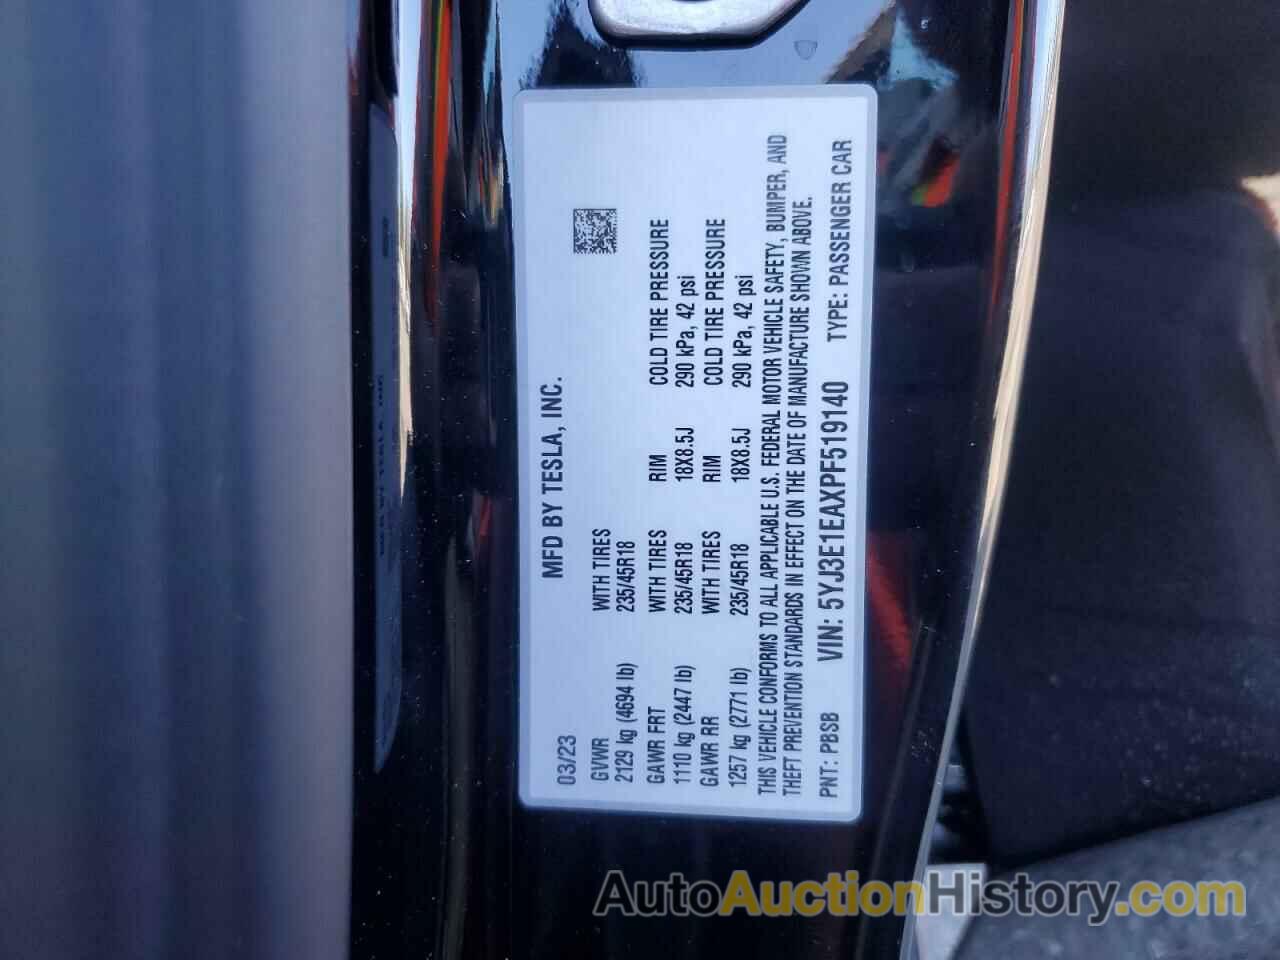 03/23 MFD BY TESLA, INC.
GVWR WITH TIRES
2129 kg (4694 lb) 235/45R18
GAWR FRT WITH TIRES RIM COLD TIRE PRESSURE
1110 kg (2447 lb) 235/45R18 18X8.5J 290 kPa, 42 psi
GAWR RR WITH TIRES RIM COLD TIRE PRESSURE
1257 kg (2771 lb) 235/45R18 18X8.5J 290 kPa, 42 psi
THIS VEHICLE CONFORMS TO ALL APPLICABLE U.S. FEDERAL MOTOR VEHICLE SAFETY, BUMPER, AND
THEFT PREVENTION STANDARDS IN EFFECT ON THE DATE OF MANUFACTURE SHOWN ABOVE.
PNT: PBSB VIN: 5YJ3E1EAXPF519140 TYPE: PASSENGER CAR
AutoAuctionHistory.com